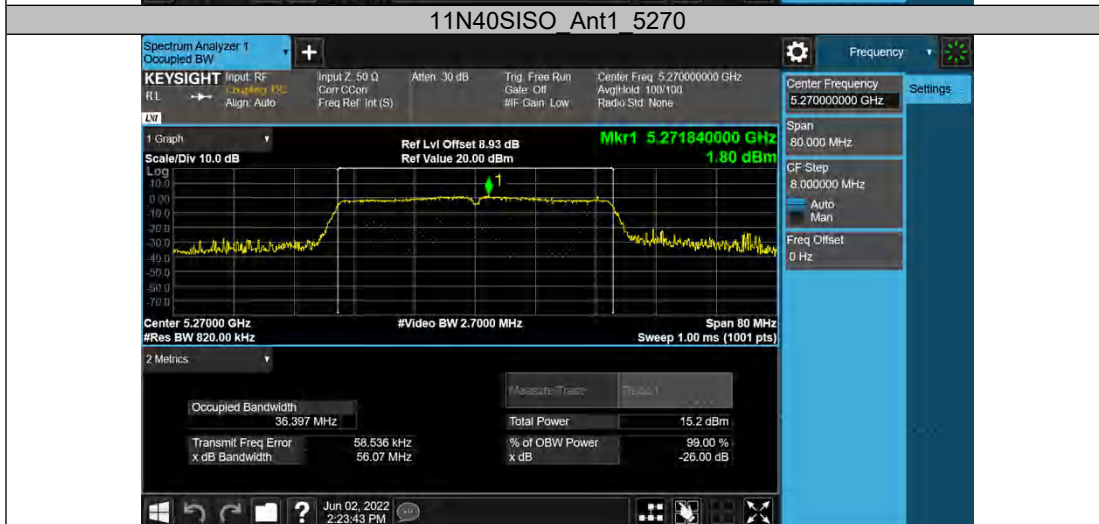 11N40SISO_Ant1_5270
Spectrum Analyzer 1
Occupied BW
Frequency
KEYSIGHT Input: RF
RL
Coupling: DC
Align: Auto
Input Z: 50 Ω
Corr CCorr
Freq Ref: Int (S)
Atten: 30 dB
Trig: Free Run
Gate: Off
#IF Gain: Low
Center Freq: 5.270000000 GHz
Avg|Hold: 100/100
Radio Std: None
LXI
Center Frequency
5.270000000 GHz
Settings
Span
80.000 MHz
CF Step
8.000000 MHz
Auto
Man
Freq Offset
0 Hz
1 Graph
Scale/Div 10.0 dB
Ref Lvl Offset 8.93 dB
Ref Value 20.00 dBm
Mkr1 5.271840000 GHz
1.80 dBm
Log
10.0
0.00
-10.0
-20.0
-30.0
-40.0
-50.0
-60.0
-70.0
1
Center 5.27000 GHz
#Video BW 2.7000 MHz
Span 80 MHz
#Res BW 820.00 kHz
Sweep 1.00 ms (1001 pts)
2 Metrics
Measure Trace
Trace 1
Occupied Bandwidth
36.397 MHz
Total Power
15.2 dBm
Transmit Freq Error
58.536 kHz
% of OBW Power
99.00 %
x dB Bandwidth
56.07 MHz
x dB
-26.00 dB
?
Jun 02, 2022
2:23:43 PM